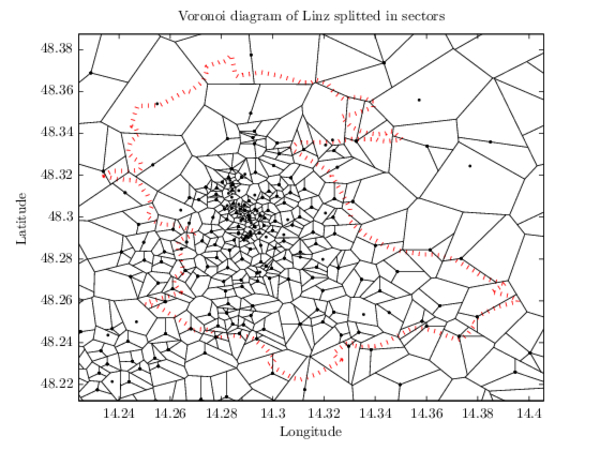 Voronoi diagram of Linz splitted in sectors
48.38
48.36
48.34
48.32
48.3
48.28
48.26
48.24
48.22
Latitude
14.24 14.26 14.28 14.3 14.32 14.34 14.36 14.38 14.4
Longitude